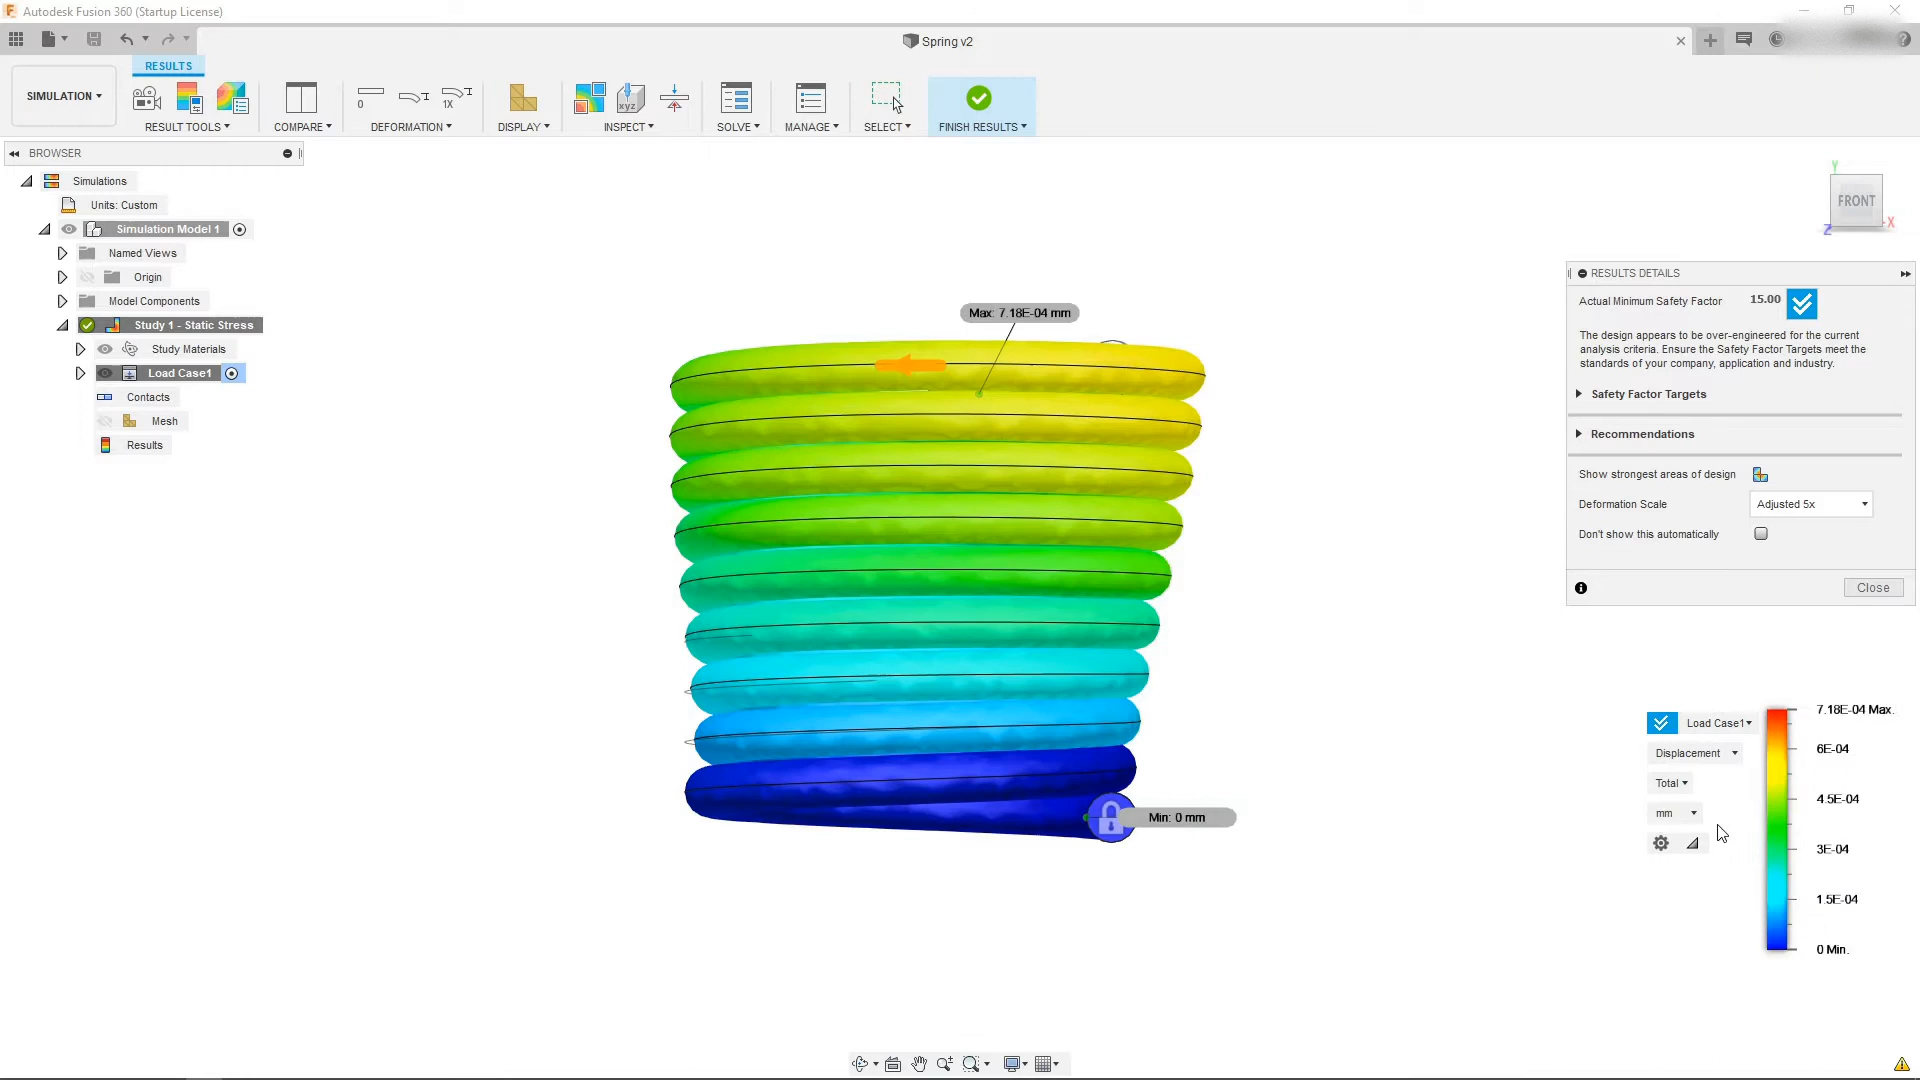 Autodesk Fusion 360 (Startup License)
Spring v2
SIMULATION
RESULTS
RESULT TOOLS
COMPARE
DEFORMATION
DISPLAY
INSPECT
SOLVE
MANAGE
SELECT
FINISH RESULTS
0
1X
xyz
BROWSER
Simulations
Units: Custom
Simulation Model 1
Named Views
Origin
Model Components
Study 1 - Static Stress
Study Materials
Load Case1
Contacts
Mesh
Results
Y
FRONT
X
Z
Max: 7.18E-04 mm
Min: 0 mm
RESULTS DETAILS
Actual Minimum Safety Factor 15.00
The design appears to be over-engineered for the current
analysis criteria. Ensure the Safety Factor Targets meet the
standards of your company, application and industry.
Safety Factor Targets
Recommendations
Show strongest areas of design
Deformation Scale Adjusted 5x
Don't show this automatically
Close
Load Case1
Displacement
Total
mm
7.18E-04 Max.
6E-04
4.5E-04
3E-04
1.5E-04
0 Min.